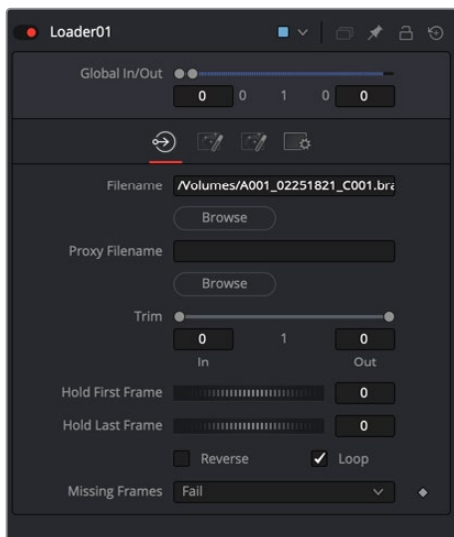 Loader01
Global In/Out
0 0 1 0 0
Filename /Volumes/A001_02251821_C001.bra
Browse
Proxy Filename
Browse
Trim
0 1 0
In Out
Hold First Frame 0
Hold Last Frame 0
Reverse Loop
Missing Frames Fail